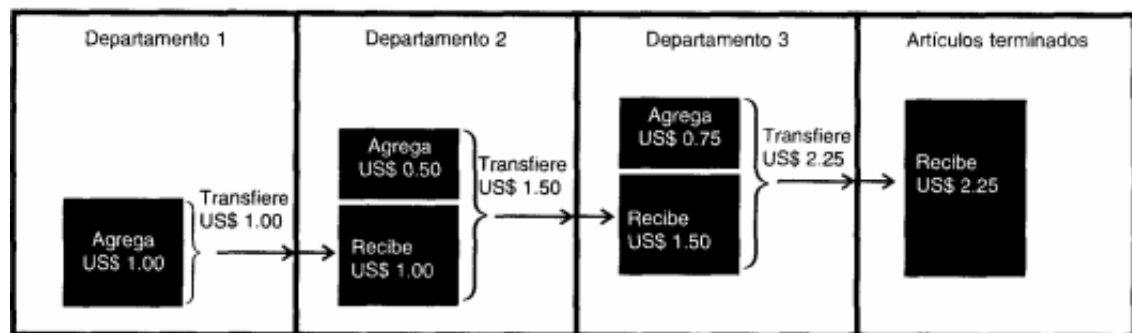 Departamento 1
Agrega
US$ 1.00
Transfiere
US$ 1.00
Departamento 2
Agrega
US$ 0.50
Recibe
US$ 1.00
Transfiere
US$ 1.50
Departamento 3
Agrega
US$ 0.75
Recibe
US$ 1.50
Transfiere
US$ 2.25
Artículos terminados
Recibe
US$ 2.25